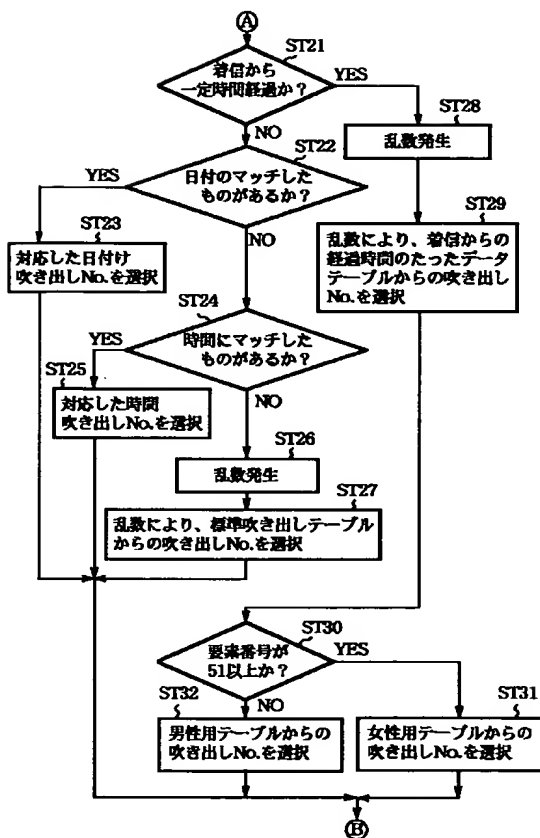 A
ST21
着信から
一定時間経過か？
YES
NO
ST28
乱数発生
ST22
日付のマッチした
ものがあるか？
YES
NO
ST29
乱数により、着信からの
経過時間のたったデータ
テーブルからの吹き出し
No.を選択
ST23
対応した日付け
吹き出しNo.を選択
ST24
時間にマッチした
ものがあるか？
YES
NO
ST25
対応した時間
吹き出しNo.を選択
ST26
乱数発生
ST27
乱数により、標準吹き出しテーブル
からの吹き出しNo.を選択
ST30
要素番号が
51以上か？
YES
NO
ST32
男性用テーブルからの
吹き出しNo.を選択
ST31
女性用テーブルからの
吹き出しNo.を選択
B